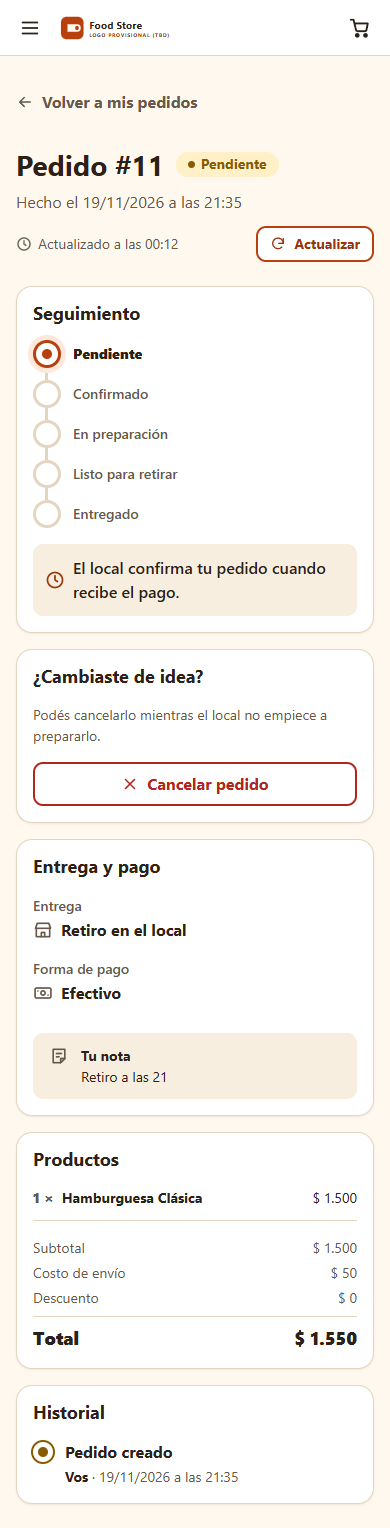 Food Store
LOGO PROVISIONAL (TBD)
Volver a mis pedidos
Pedido #11
Pendiente
Hecho el 19/11/2026 a las 21:35
Actualizado a las 00:12
Actualizar
Seguimiento
Pendiente
Confirmado
En preparación
Listo para retirar
Entregado
El local confirma tu pedido cuando
recibe el pago.
¿Cambiaste de idea?
Podés cancelarlo mientras el local no empiece a
prepararlo.
Cancelar pedido
Entrega y pago
Entrega
Retiro en el local
Forma de pago
Efectivo
Tu nota
Retiro a las 21
Productos
1 × Hamburguesa Clásica $ 1.500
Subtotal $ 1.500
Costo de envío $ 50
Descuento $ 0
Total $ 1.550
Historial
Pedido creado
Vos · 19/11/2026 a las 21:35